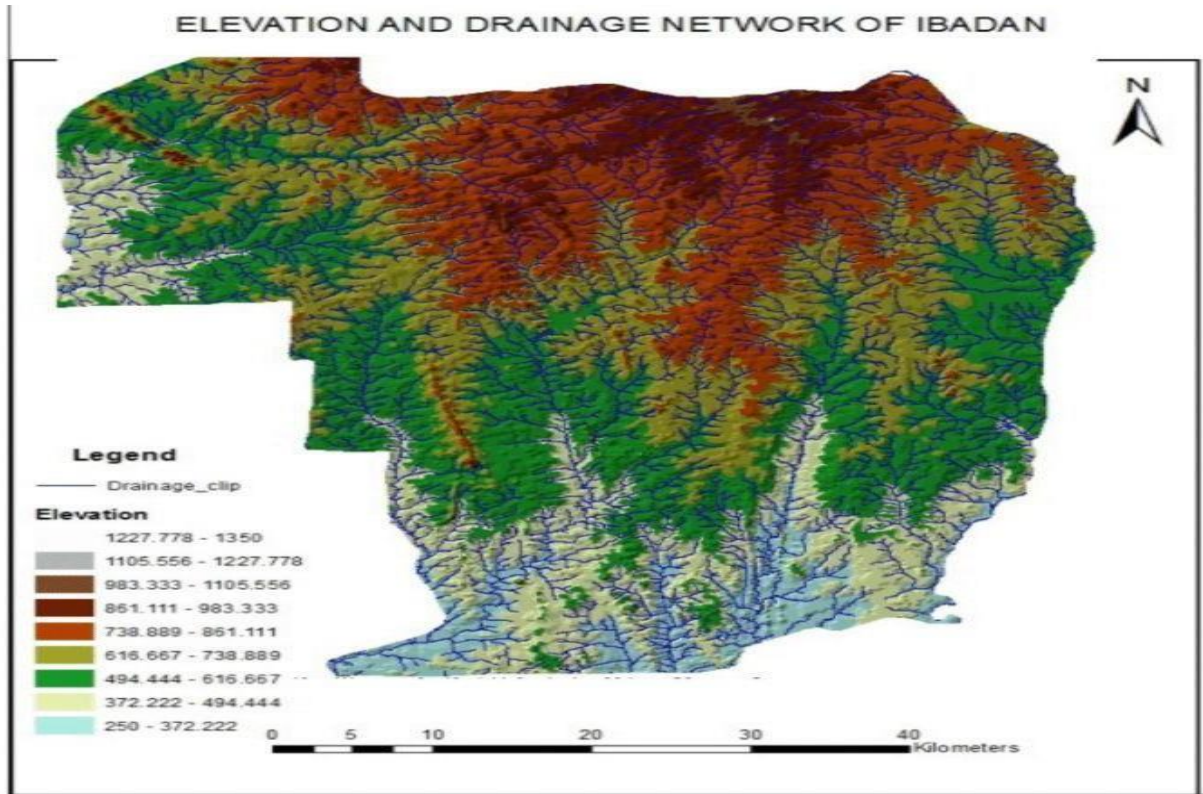 ELEVATION AND DRAINAGE NETWORK OF IBADAN
N
Legend
Drainage_clip
Elevation
1227.778 - 1350
1105.556 - 1227.778
983.333 - 1105.556
861.111 - 983.333
738.889 - 861.111
616.667 - 738.889
494.444 - 616.667
372.222 - 494.444
250 - 372.222
0 5 10 20 30 40
Kilometers